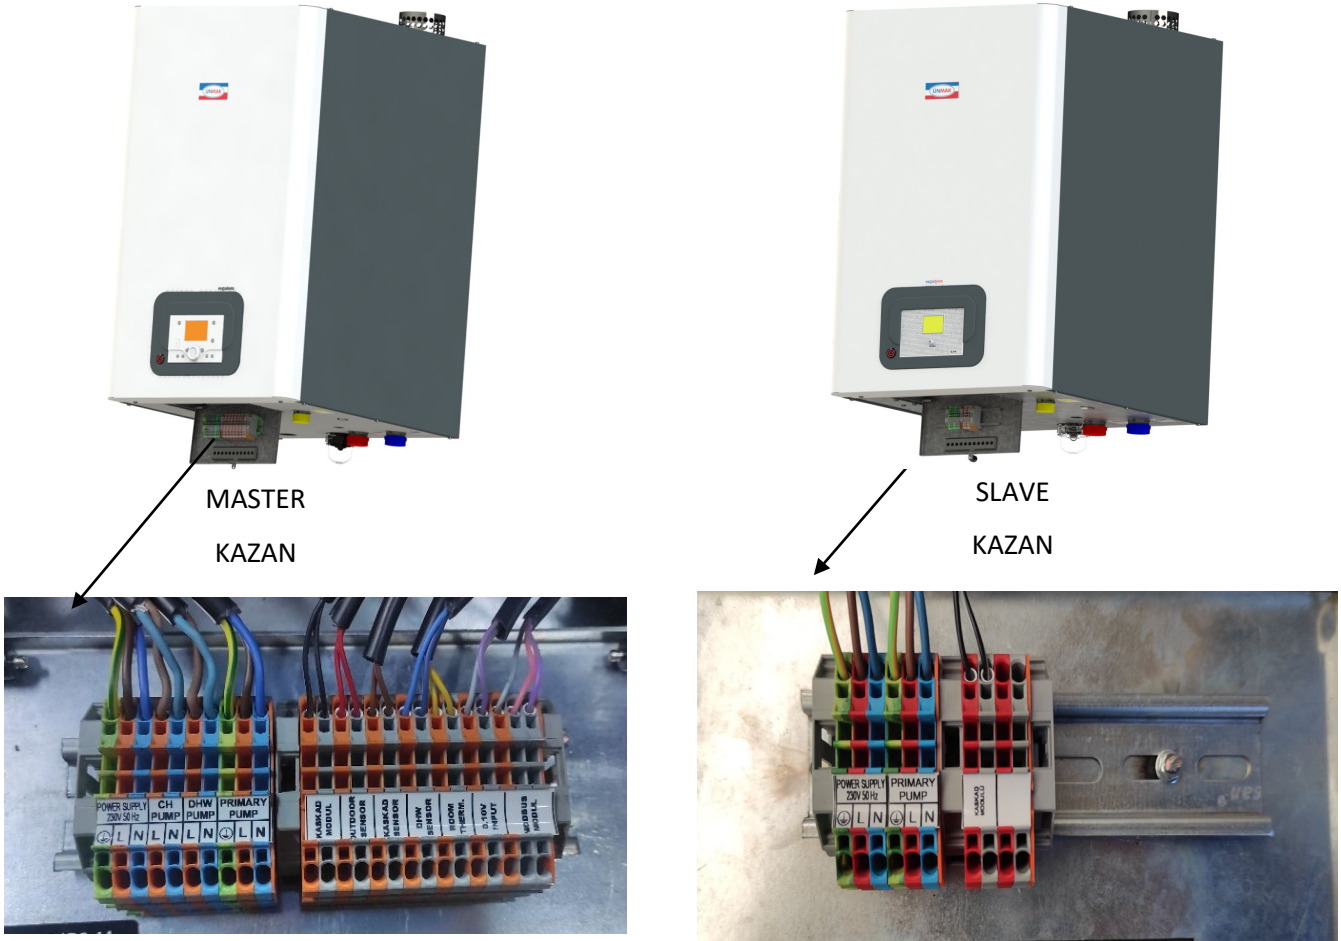 ÜNMAK
ÜNMAK
MASTER
KAZAN
SLAVE
KAZAN
POWER SUPPLY
230V 50 Hz
L N
CH
PUMP
L N
DHW
PUMP
L N
PRIMARY
PUMP
L N
KASKAD
MODUL
OUTDOOR
SENSOR
KASKAD
SENSOR
DHW
SENSOR
ROOM
THERM.
0.10V
INPUT
MODBUS
MODUL
POWER SUPPLY
230V 50 Hz
L N
PRIMARY
PUMP
L N
KASKAD
MODULU